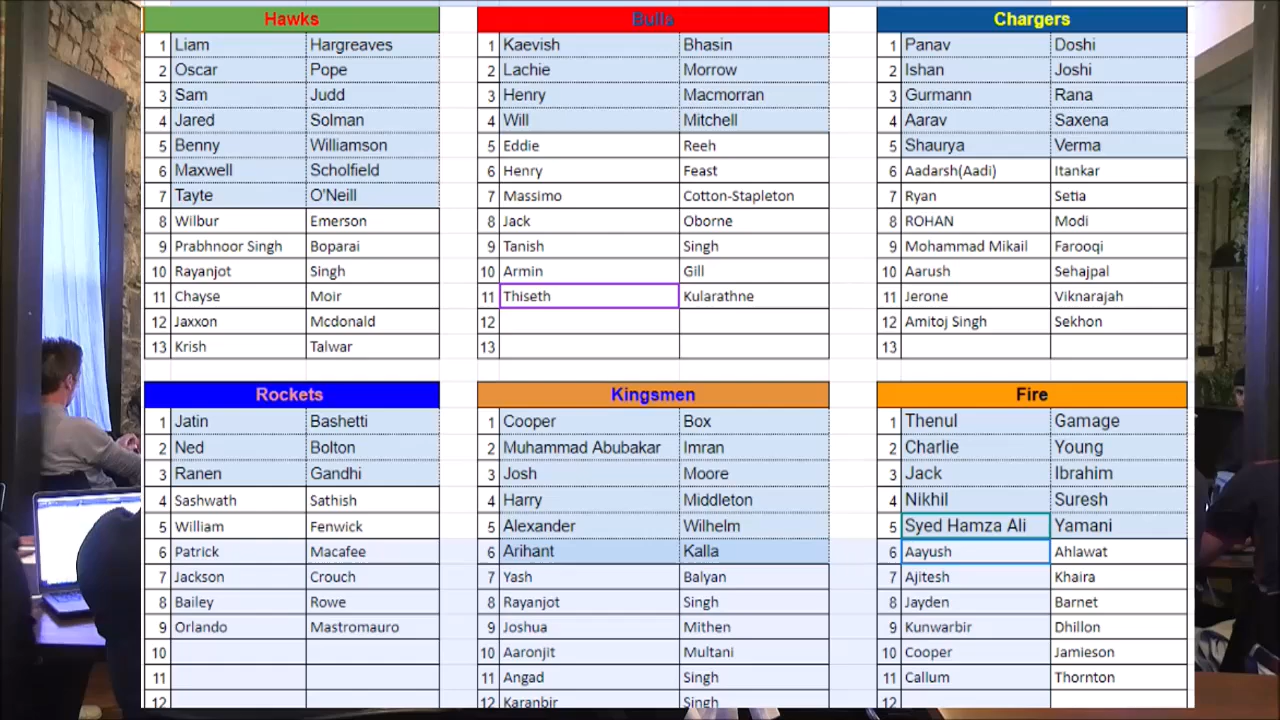 Hawks
1 Liam Hargreaves
2 Oscar Pope
3 Sam Judd
4 Jared Solman
5 Benny Williamson
6 Maxwell Scholfield
7 Tayte O'Neill
8 Wilbur Emerson
9 Prabhnoor Singh Boparai
10 Rayanjot Singh
11 Chayse Moir
12 Jaxxon Mcdonald
13 Krish Talwar
Bulls
1 Kaevish Bhasin
2 Lachie Morrow
3 Henry Macmorran
4 Will Mitchell
5 Eddie Reeh
6 Henry Feast
7 Massimo Cotton-Stapleton
8 Jack Oborne
9 Tanish Singh
10 Armin Gill
11 Thiseth Kularathne
12
13
Chargers
1 Panav Doshi
2 Ishan Joshi
3 Gurmann Rana
4 Aarav Saxena
5 Shaurya Verma
6 Aadarsh(Aadi) Itankar
7 Ryan Setia
8 ROHAN Modi
9 Mohammad Mikail Farooqi
10 Aarush Sehajpal
11 Jerone Viknarajah
12 Amitoj Singh Sekhon
13
Rockets
1 Jatin Bashetti
2 Ned Bolton
3 Ranen Gandhi
4 Sashwath Sathish
5 William Fenwick
6 Patrick Macafee
7 Jackson Crouch
8 Bailey Rowe
9 Orlando Mastromauro
10
11
12
Kingsmen
1 Cooper Box
2 Muhammad Abubakar Imran
3 Josh Moore
4 Harry Middleton
5 Alexander Wilhelm
6 Arihant Kalla
7 Yash Balyan
8 Rayanjot Singh
9 Joshua Mithen
10 Aaronjit Multani
11 Angad Singh
12 Karanbir Singh
Fire
1 Thenul Gamage
2 Charlie Young
3 Jack Ibrahim
4 Nikhil Suresh
5 Syed Hamza Ali Yamani
6 Aayush Ahlawat
7 Ajitesh Khaira
8 Jayden Barnet
9 Kunwarbir Dhillon
10 Cooper Jamieson
11 Callum Thornton
12